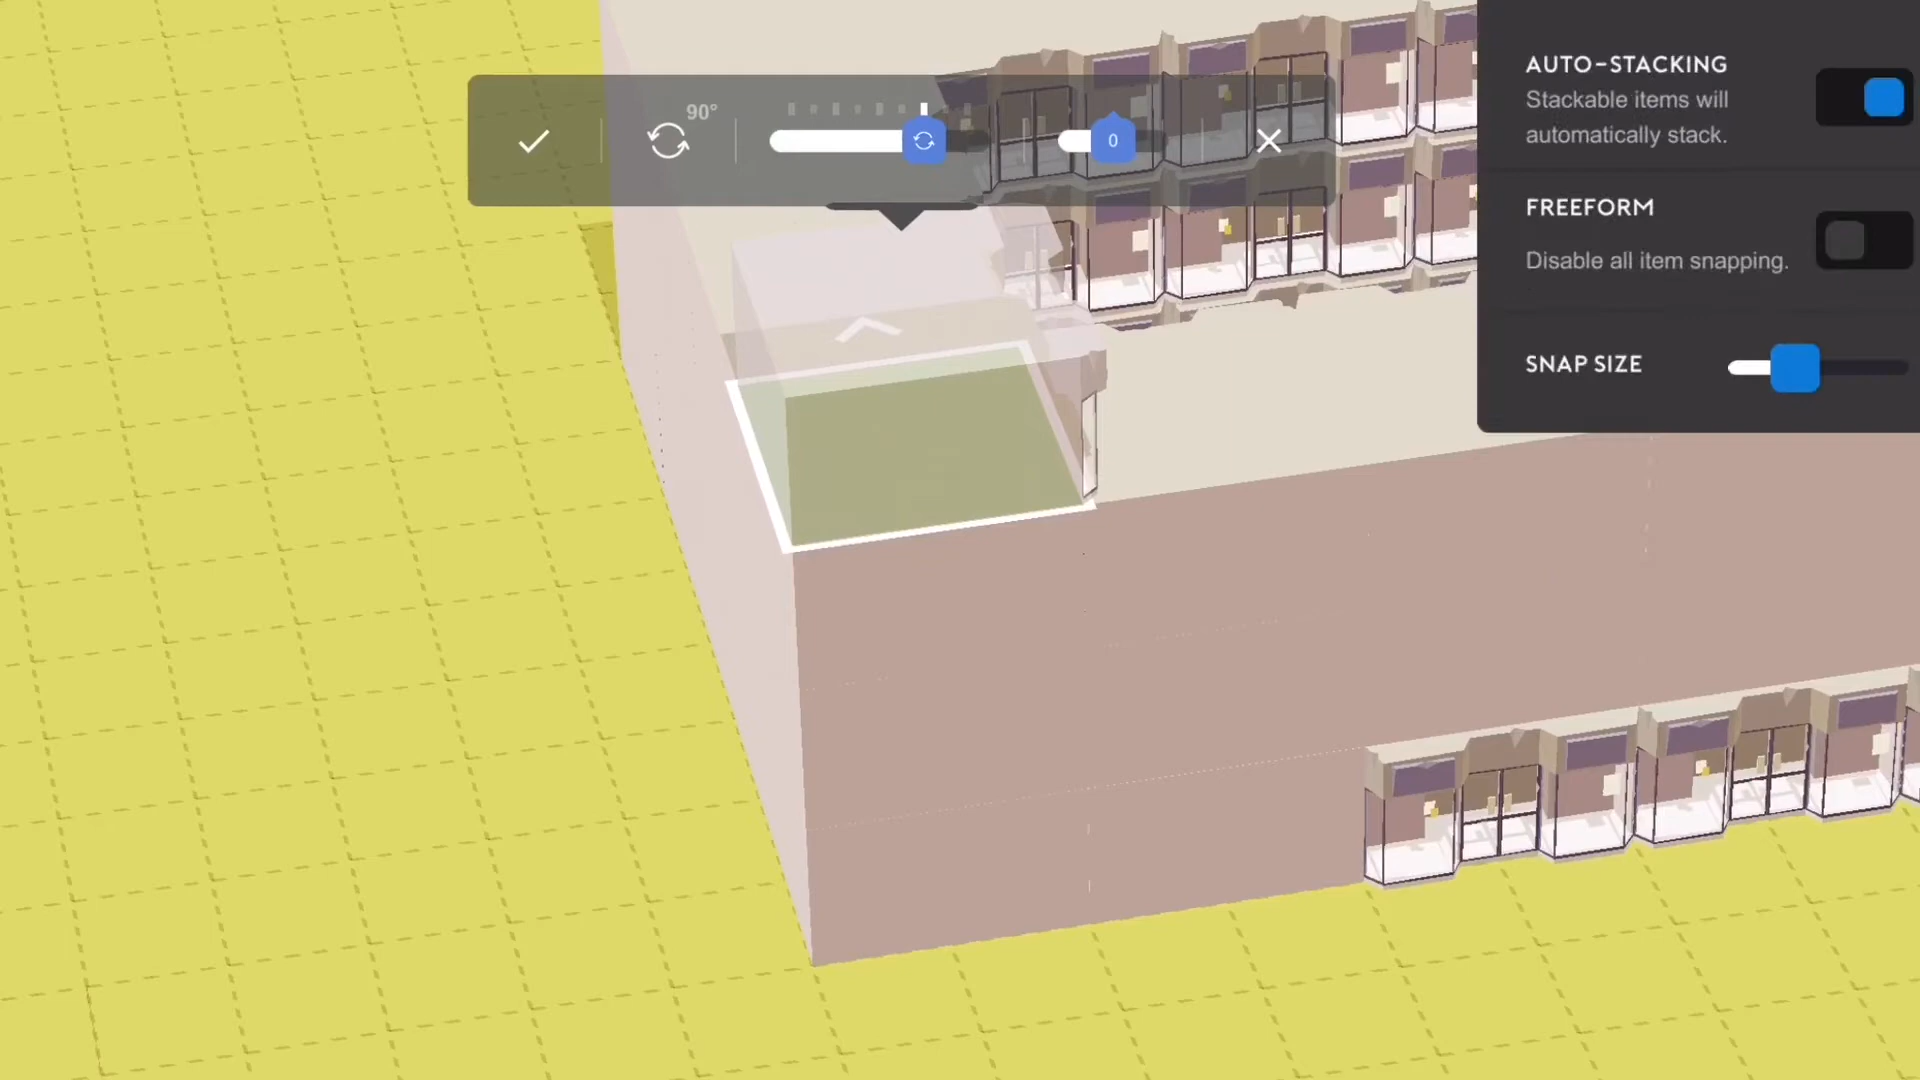 90°
0
AUTO-STACKING
Stackable items will
automatically stack.
FREEFORM
Disable all item snapping.
SNAP SIZE